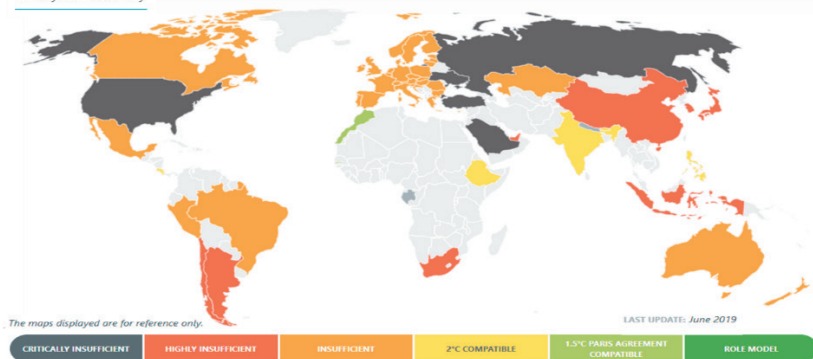 The maps displayed are for reference only.
LAST UPDATE: June 2019
CRITICALLY INSUFFICIENT
HIGHLY INSUFFICIENT
INSUFFICIENT
2°C COMPATIBLE
1.5°C PARIS AGREEMENT
COMPATIBLE
ROLE MODEL